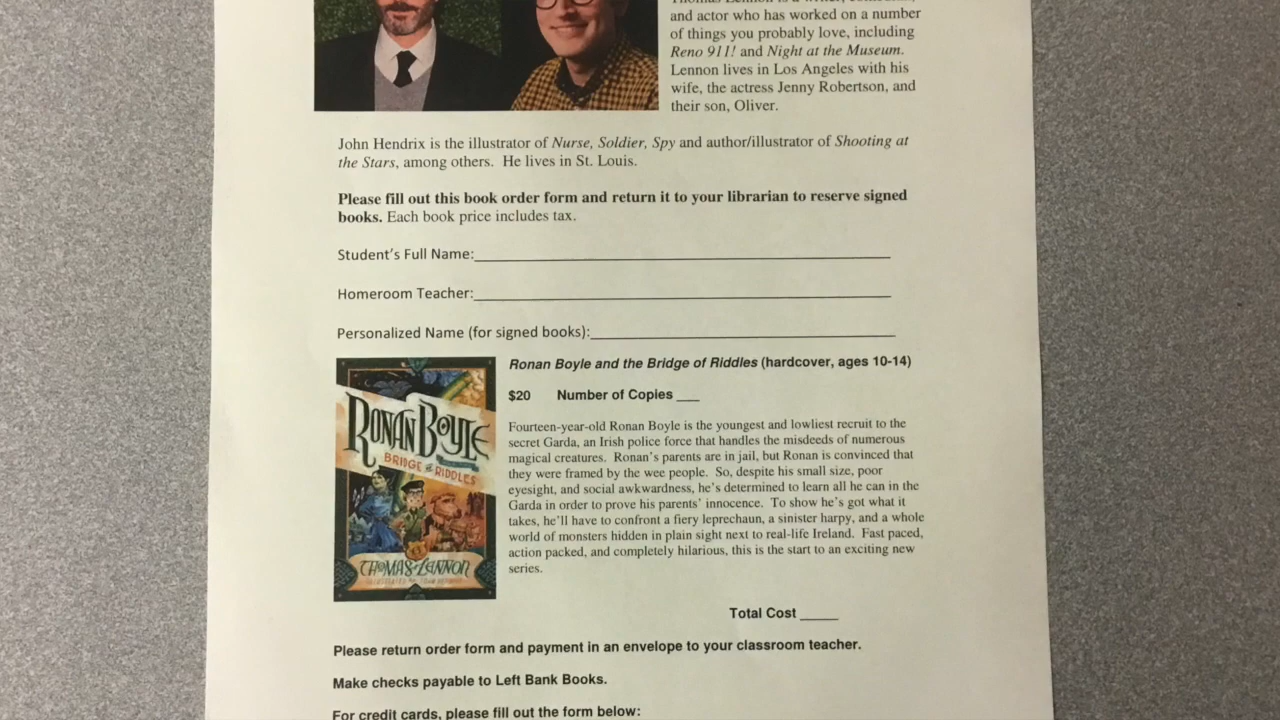 Thomas Lennon is a writer, comedian,
and actor who has worked on a number
of things you probably love, including
Reno 911! and Night at the Museum.
Lennon lives in Los Angeles with his
wife, the actress Jenny Robertson, and
their son, Oliver.
John Hendrix is the illustrator of Nurse, Soldier, Spy and author/illustrator of Shooting at
the Stars, among others. He lives in St. Louis.
Please fill out this book order form and return it to your librarian to reserve signed
books. Each book price includes tax.
Student's Full Name:
Homeroom Teacher:
Personalized Name (for signed books):
Ronan Boyle and the Bridge of Riddles (hardcover, ages 10-14)
$20 Number of Copies ___
Fourteen-year-old Ronan Boyle is the youngest and lowliest recruit to the
secret Garda, an Irish police force that handles the misdeeds of numerous
magical creatures. Ronan's parents are in jail, but Ronan is convinced that
they were framed by the wee people. So, despite his small size, poor
eyesight, and social awkwardness, he's determined to learn all he can in the
Garda in order to prove his parents' innocence. To show he's got what it
takes, he'll have to confront a fiery leprechaun, a sinister harpy, and a whole
world of monsters hidden in plain sight next to real-life Ireland. Fast paced,
action packed, and completely hilarious, this is the start to an exciting new
series.
RONAN BOYLE
BRIDGE OF RIDDLES
THOMAS LENNON
Total Cost _____
Please return order form and payment in an envelope to your classroom teacher.
Make checks payable to Left Bank Books.
For credit cards, please fill out the form below: